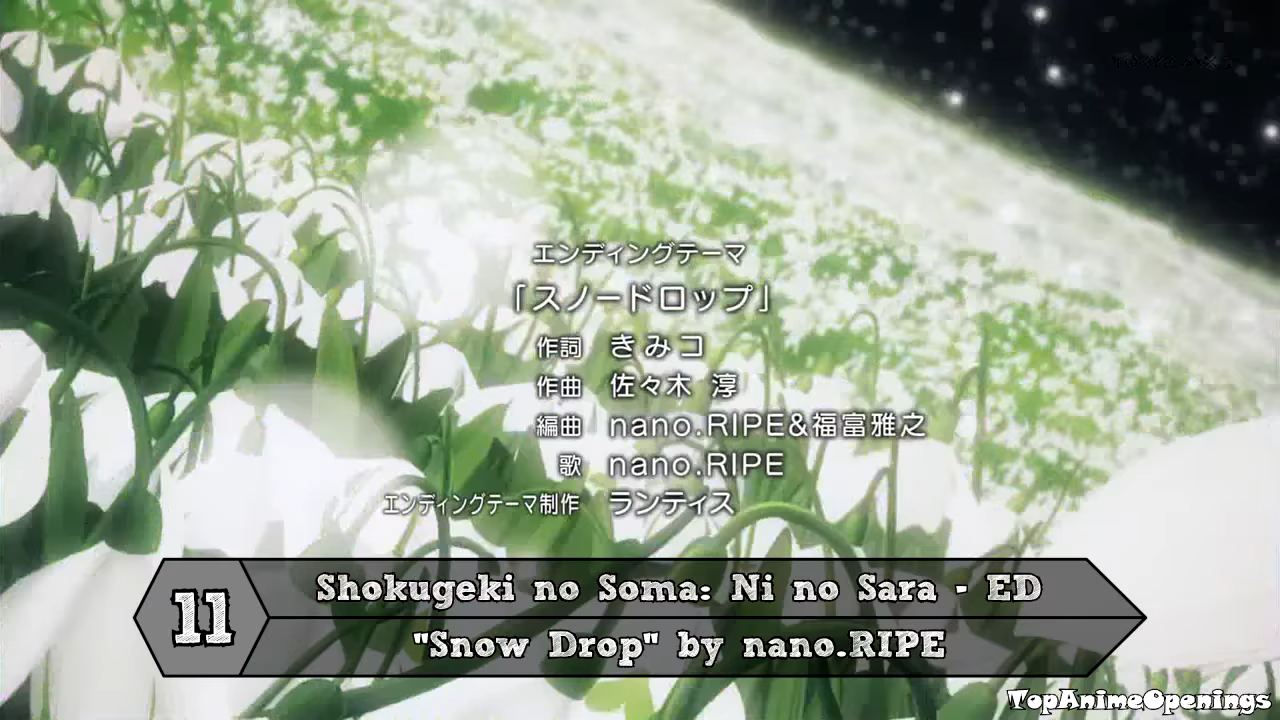 エンディングテーマ
「スノードロップ」
作詞 きみコ
作曲 佐々木 淳
編曲 nano.RIPE&福富雅之
歌 nano.RIPE
エンディングテーマ制作 ランティス
11
Shokugeki no Soma: Ni no Sara - ED
"Snow Drop" by nano.RIPE
TopAnimeOpenings